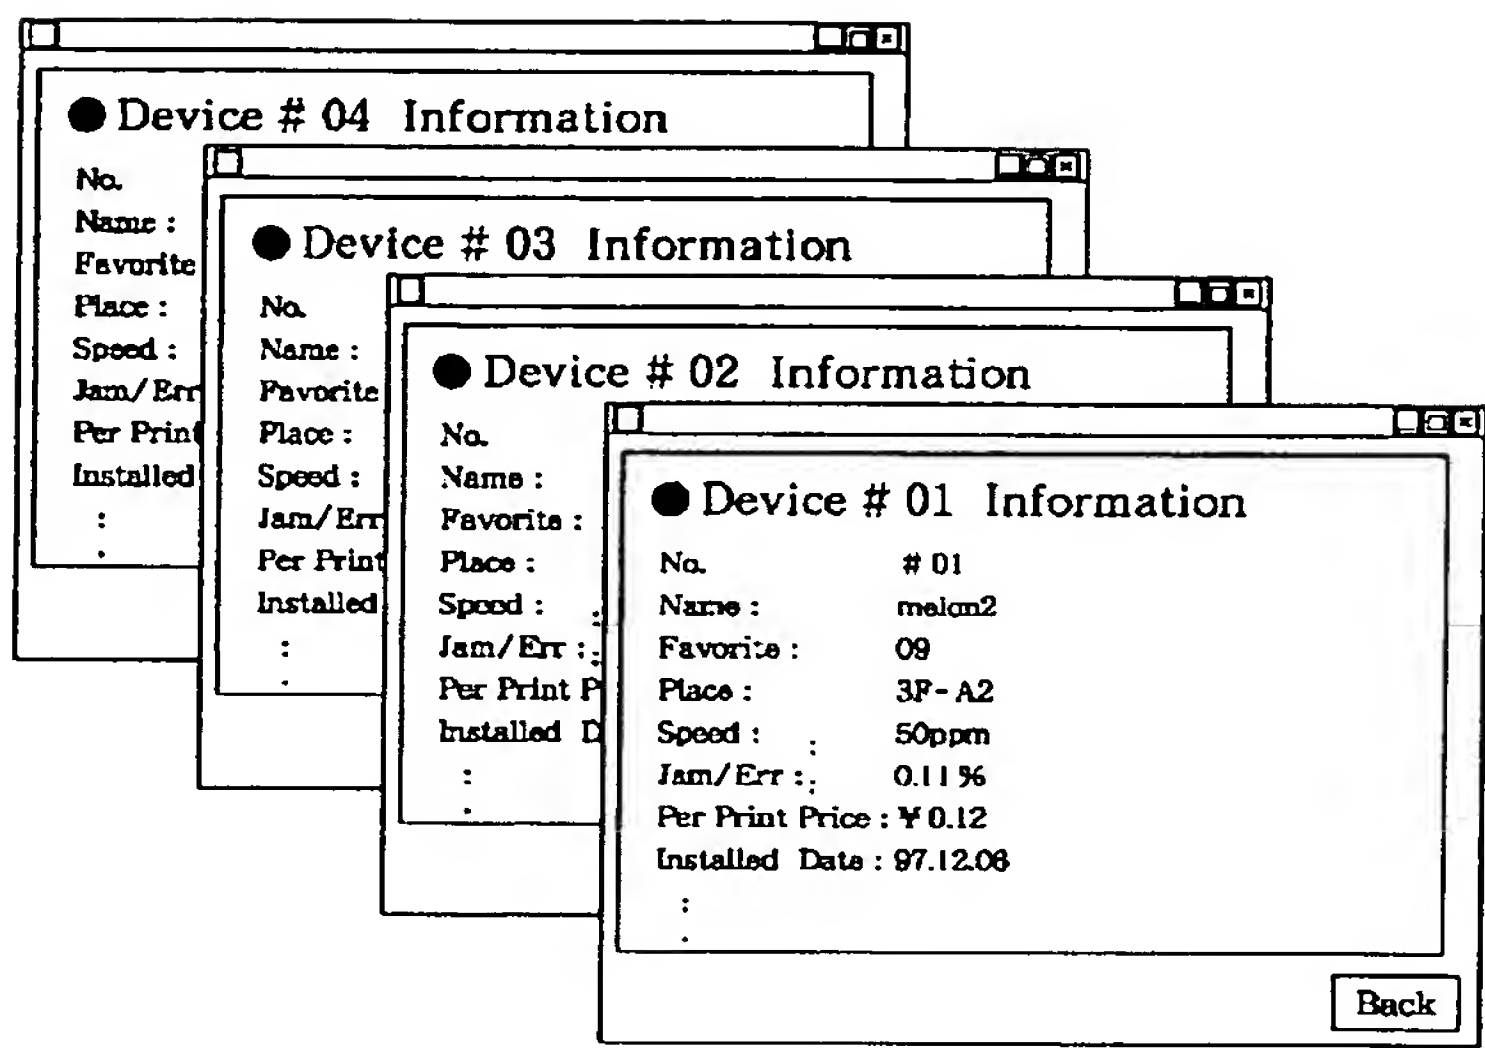 ● Device # 04 Information
No.
Name :
Favorite
Place :
Speed :
Jam/Err
Per Print
Installed
:
● Device # 03 Information
No.
Name :
Favorite
Place :
Speed :
Jam/Err
Per Print
Installed
:
● Device # 02 Information
No.
Name :
Favorite :
Place :
Speed :
Jam/Err :
Per Print P
Installed D
:
● Device # 01 Information
No. # 01
Name : melon2
Favorite : 09
Place : 3F-A2
Speed : 50ppm
Jam/Err : 0.11%
Per Print Price : ¥0.12
Installed Date : 97.12.06
:
Back